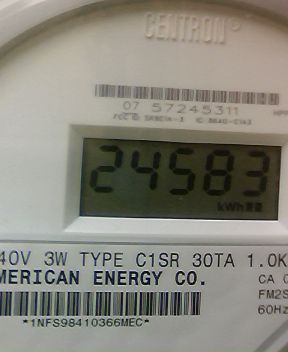 CENTRON®
07 57245311
24583
kWh
40V 3W TYPE C1SR 30TA 1.0K
MERICAN ENERGY CO.
CA
FM2S
60Hz
*1NFS98410366MEC*